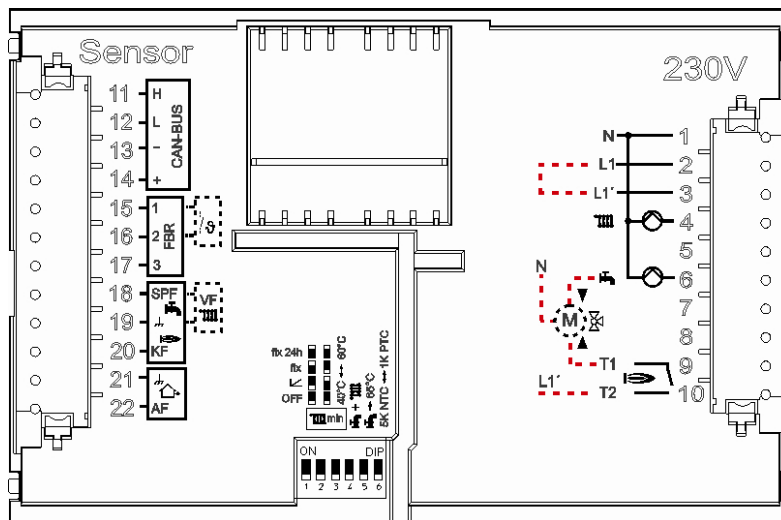 Sensor
11 H
12 L
13 −
14 +
CAN-BUS
15 1
16 2
17 3
FBR
ϑ
18 SPF
19
20 KF
VF
21
22 AF
fix 24h
fix
OFF
40°C ↔ 60°C
min
+
→ 65°C
5K NTC ↔ 1K PTC
ON DIP
1 2 3 4 5 6
230V
N 1
L1 2
L1´ 3
4
5
N
6
7
M
8
T1 9
L1´ T2 10